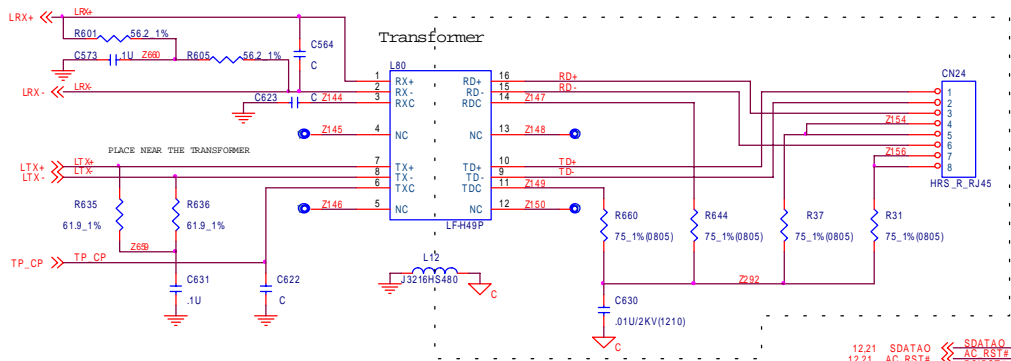 LRX+ LRX+
R601 56.2_1%
C573 .1U Z660 R605 56.2_1%
C564
C
LRX- LRX-
C623 C Z144
Transformer
L80
1 RX+ RD+ 16 RD+
2 RX- RD- 15 RD-
3 RXC RDC 14 Z147
Z145 4 NC NC 13 Z148
PLACE NEAR THE TRANSFORMER
LTX+ LTX+ 7 TX+ TD+ 10 TD+
LTX- LTX- 8 TX- TD- 9 TD-
6 TXC TDC 11 Z149
Z146 5 NC NC 12 Z150
LF-H49P
CN24
1
2
3
Z154 4
5
6
Z156 7
8
HRS_R_RJ45
R635
61.9_1%
R636
61.9_1%
Z659
TP_CP TP_CP
C631
.1U
C622
C
L12
J3216HS480
C
R660
75_1%(0805)
R644
75_1%(0805)
R37
75_1%(0805)
R31
75_1%(0805)
Z292
C630
.01U/2KV(1210)
C
12,21 SDATAO SDATAO
12,21 AC_RST# AC_RST#